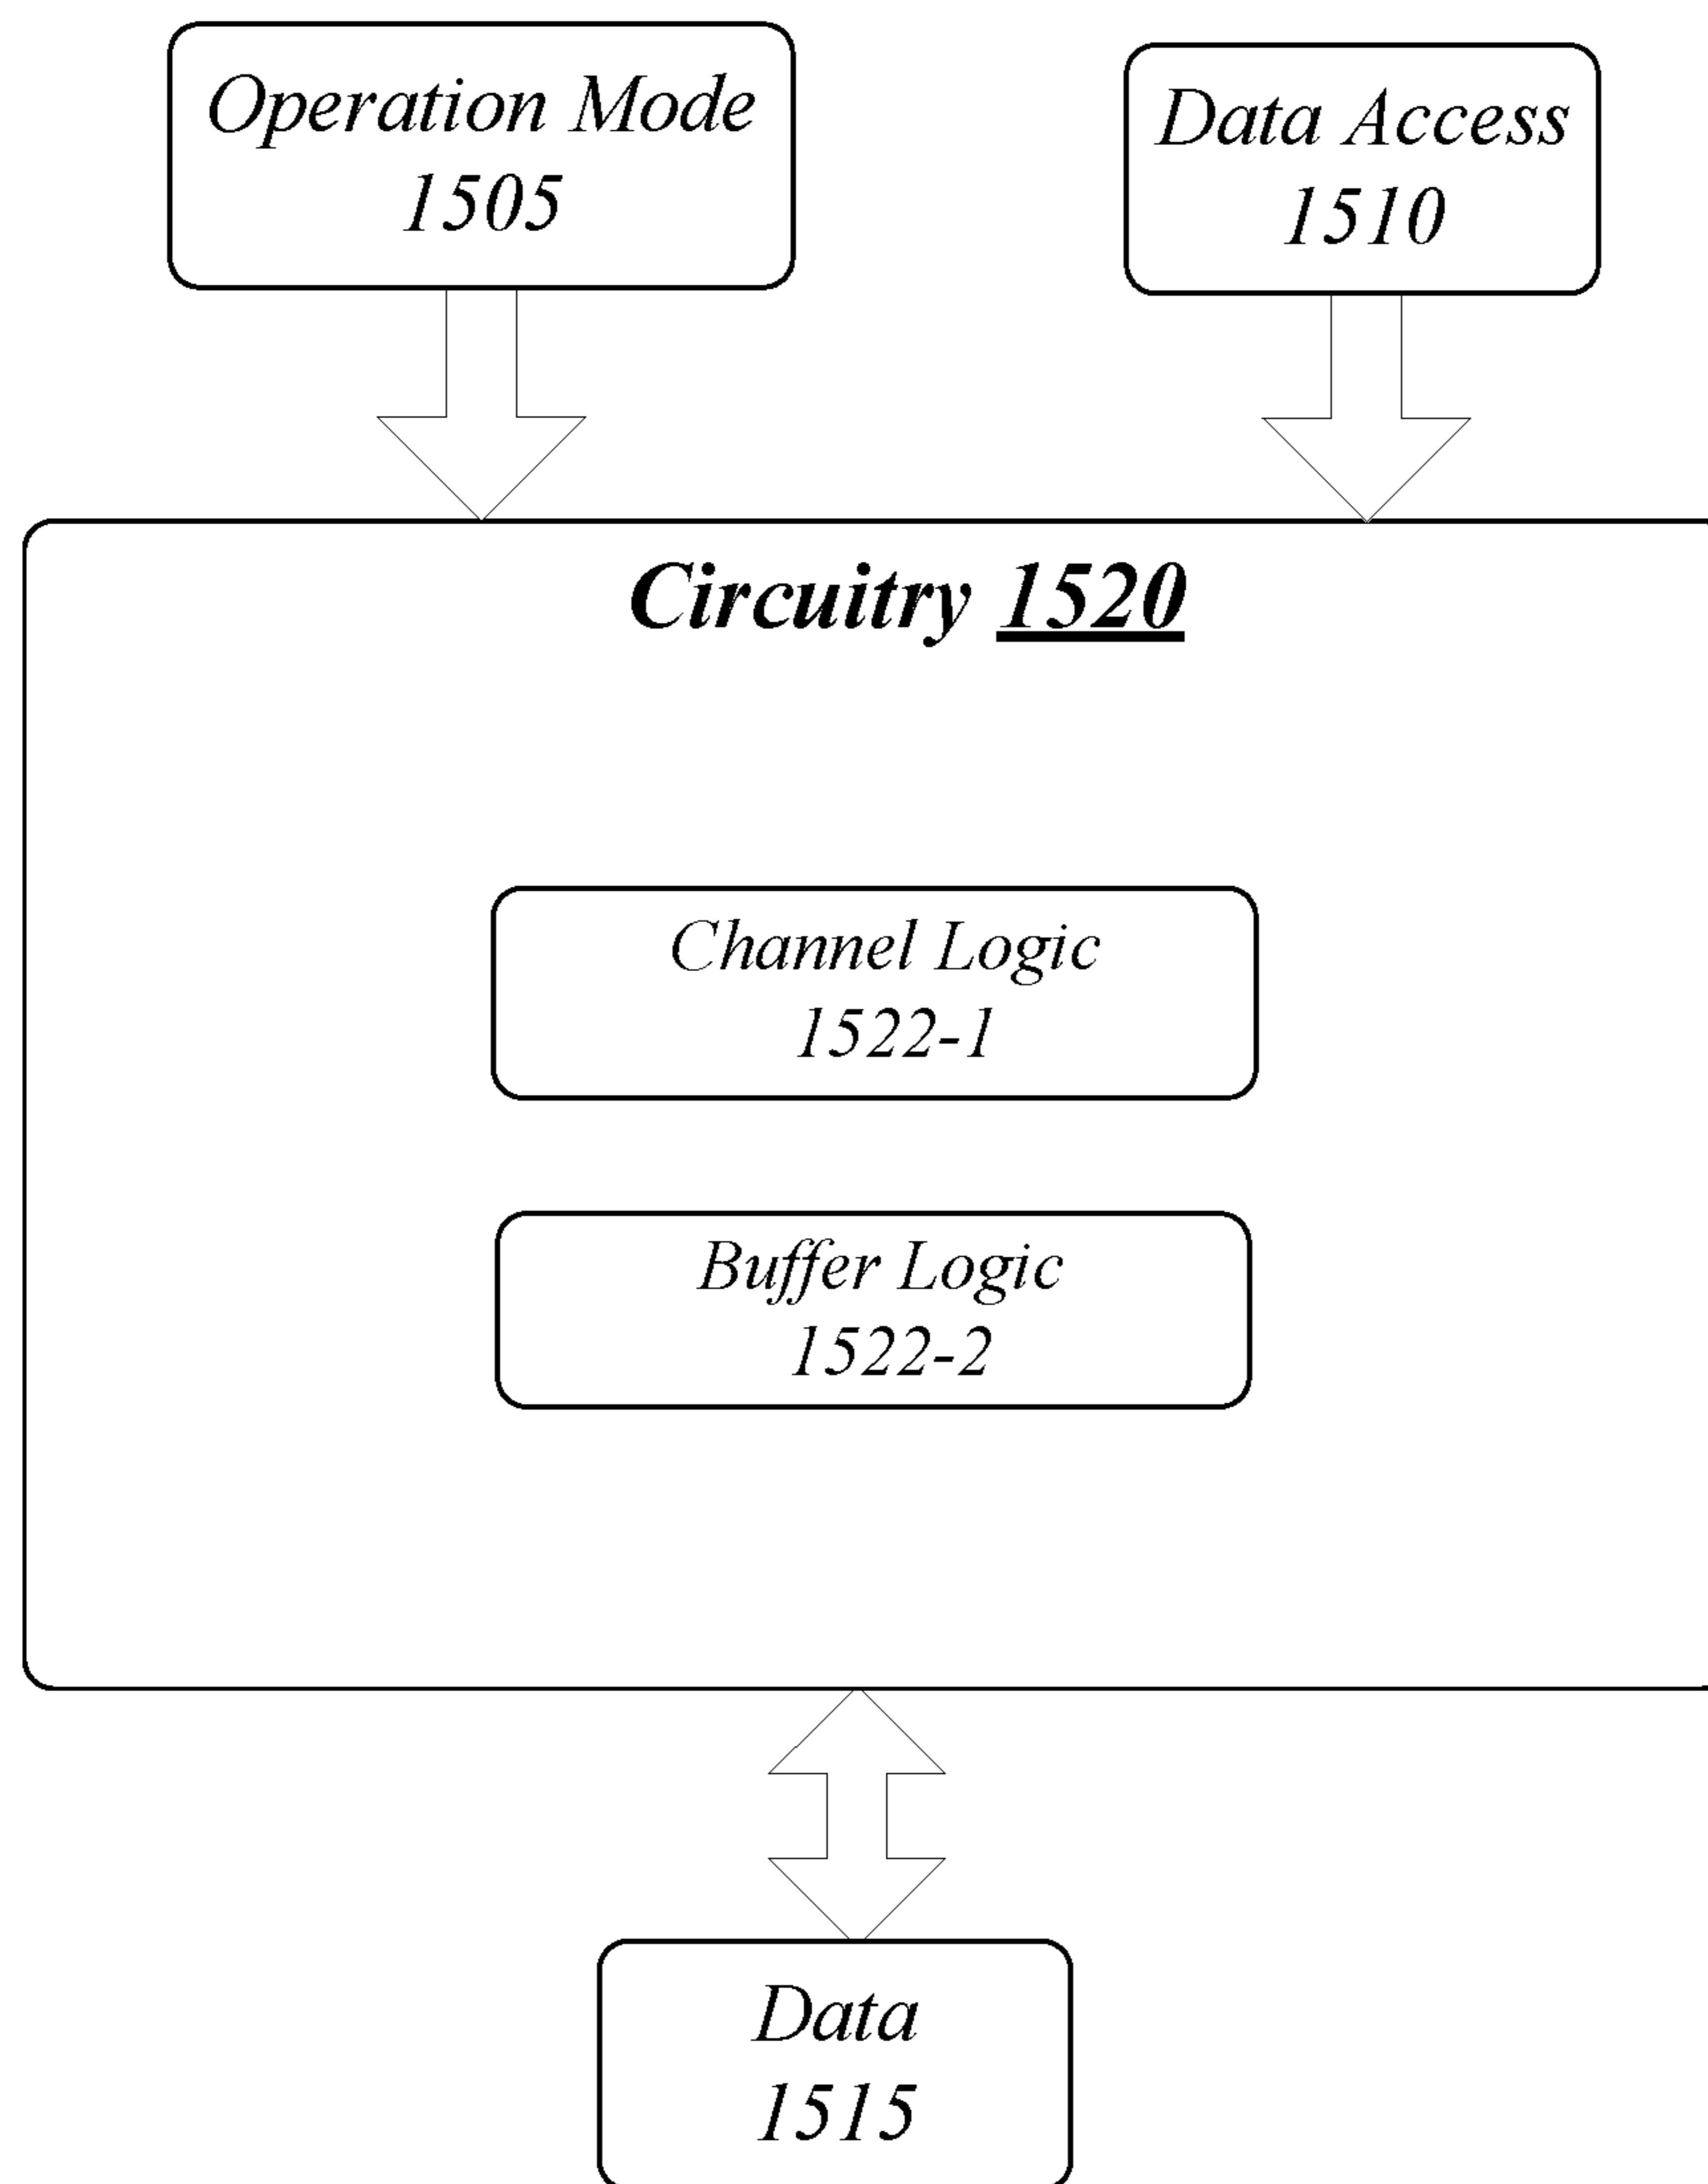 Operation Mode
1505
Data Access
1510
Circuitry 1520
Channel Logic
1522-1
Buffer Logic
1522-2
Data
1515